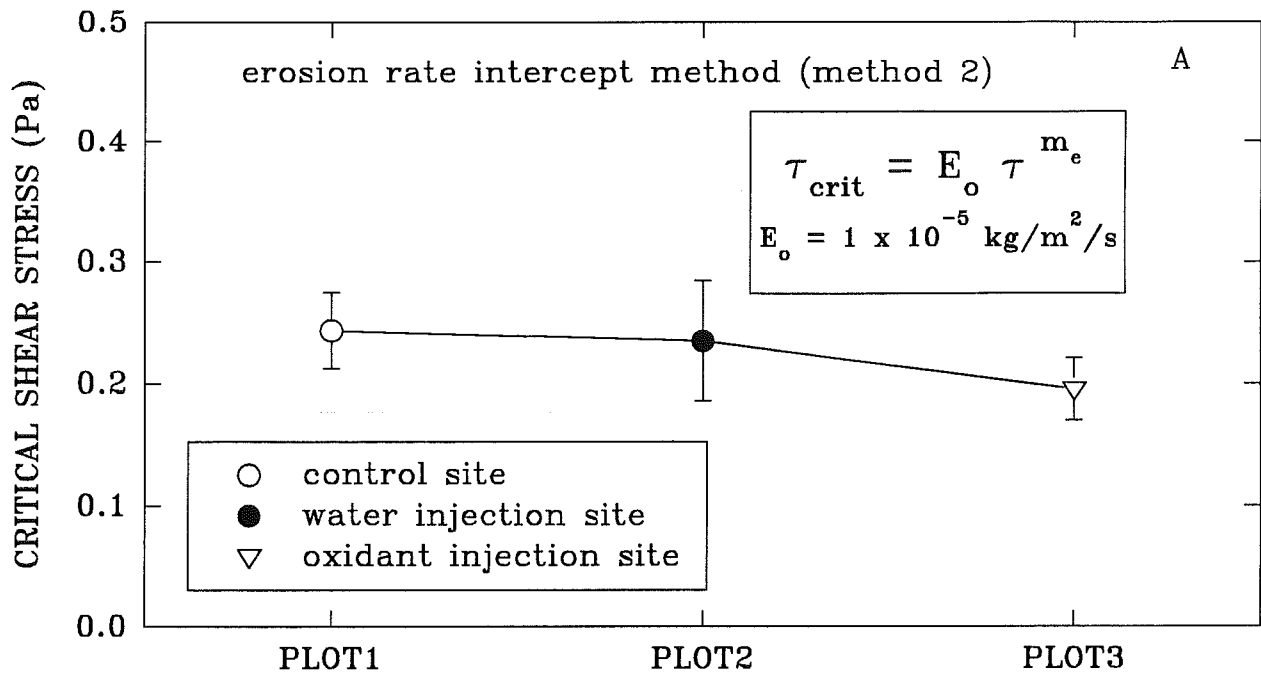 0.5
erosion rate intercept method (method 2)
A
0.4
τcrit = Eo τ^me
Eo = 1 x 10^-5 kg/m^2/s
0.3
0.2
control site
water injection site
oxidant injection site
0.1
0.0
PLOT1 PLOT2 PLOT3
CRITICAL SHEAR STRESS (Pa)